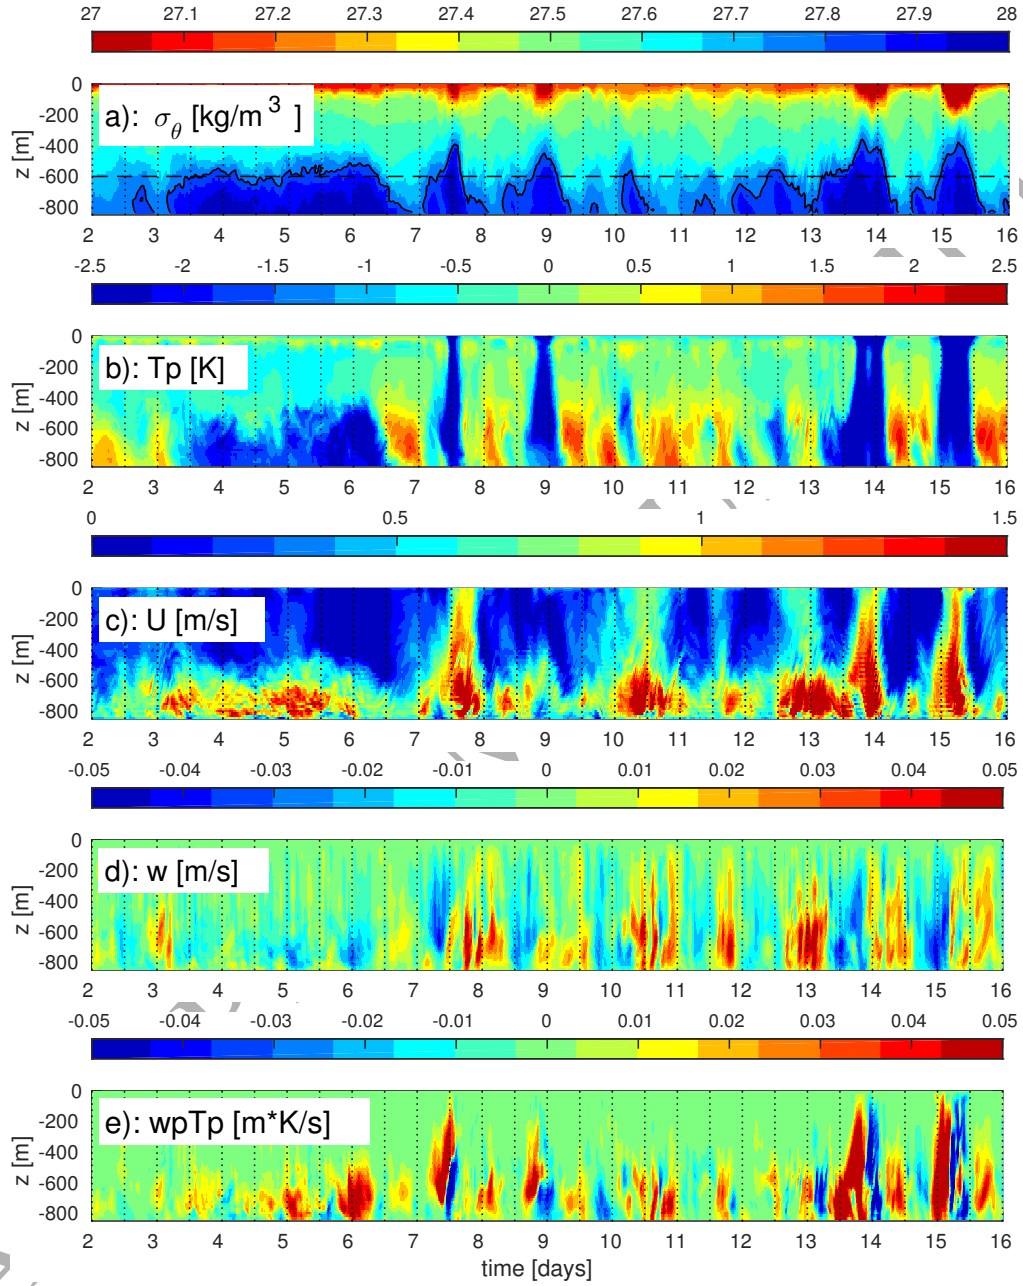 27 27.1 27.2 27.3 27.4 27.5 27.6 27.7 27.8 27.9 28
a): σθ [kg/m3 ]
z [m]
0
-200
-400
-600
-800
2 3 4 5 6 7 8 9 10 11 12 13 14 15 16
-2.5 -2 -1.5 -1 -0.5 0 0.5 1 1.5 2 2.5
b): Tp [K]
z [m]
0
-200
-400
-600
-800
2 3 4 5 6 7 8 9 10 11 12 13 14 15 16
0 0.5 1 1.5
c): U [m/s]
z [m]
0
-200
-400
-600
-800
2 3 4 5 6 7 8 9 10 11 12 13 14 15 16
-0.05 -0.04 -0.03 -0.02 -0.01 0 0.01 0.02 0.03 0.04 0.05
d): w [m/s]
z [m]
0
-200
-400
-600
-800
2 3 4 5 6 7 8 9 10 11 12 13 14 15 16
-0.05 -0.04 -0.03 -0.02 -0.01 0 0.01 0.02 0.03 0.04 0.05
e): wpTp [m*K/s]
z [m]
0
-200
-400
-600
-800
2 3 4 5 6 7 8 9 10 11 12 13 14 15 16
time [days]